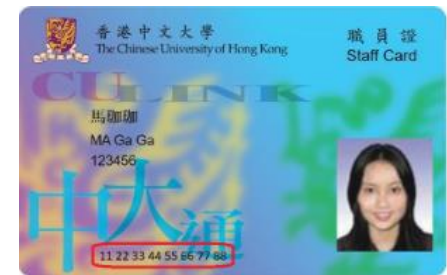 香港中文大學
The Chinese University of Hong Kong
職員證
Staff Card
CU LINK
馬珈珈
MA Ga Ga
123456
中大通
11 22 33 44 55 66 77 88